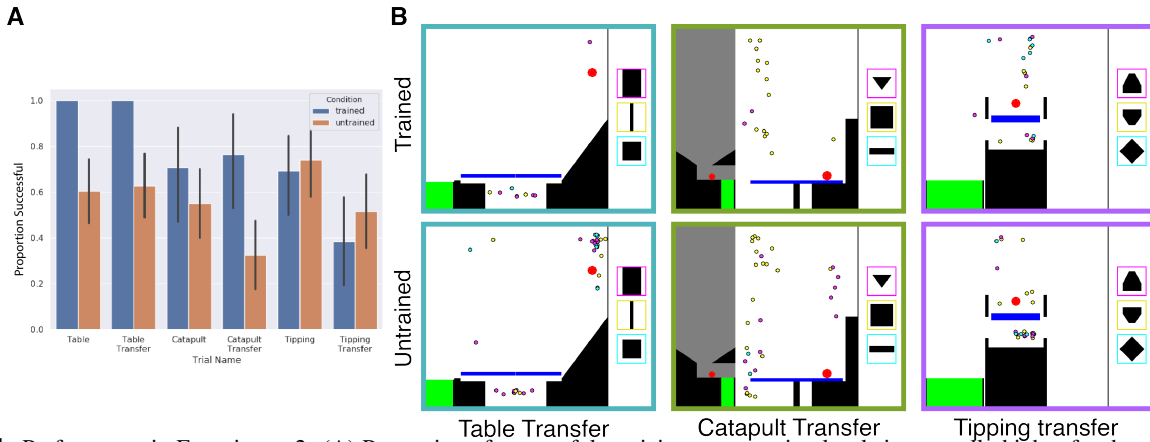 A
B
Condition
trained
untrained
Proportion Successful
1.0
0.8
0.6
0.4
0.2
0.0
Table
Table Transfer
Catapult
Catapult Transfer
Tipping
Tipping Transfer
Trial Name
Trained
Untrained
Table Transfer
Catapult Transfer
Tipping transfer